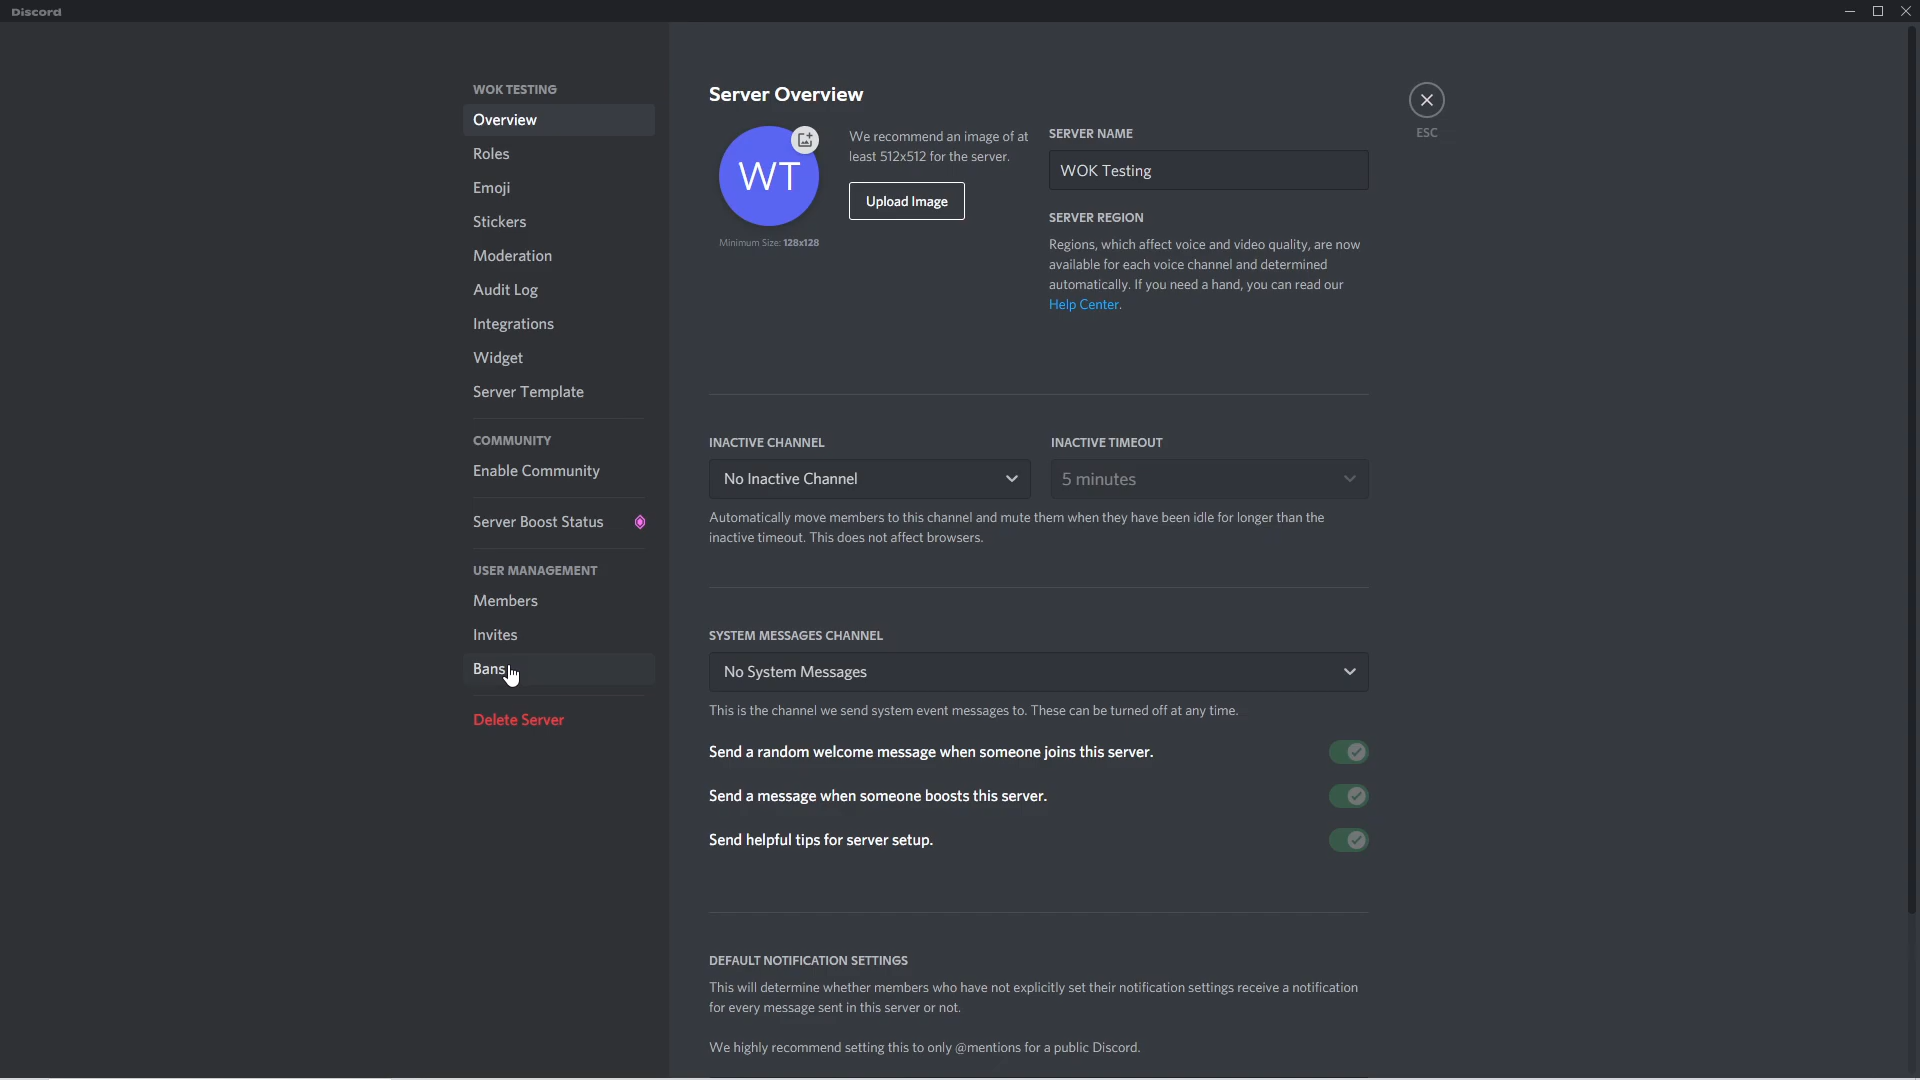 Discord
WOK TESTING
Overview
Roles
Emoji
Stickers
Moderation
Audit Log
Integrations
Widget
Server Template
COMMUNITY
Enable Community
Server Boost Status
USER MANAGEMENT
Members
Invites
Bans
Delete Server
Server Overview
WT
Minimum Size: 128x128
We recommend an image of at
least 512x512 for the server.
Upload Image
SERVER NAME
WOK Testing
SERVER REGION
Regions, which affect voice and video quality, are now
available for each voice channel and determined
automatically. If you need a hand, you can read our
Help Center.
ESC
INACTIVE CHANNEL
No Inactive Channel
INACTIVE TIMEOUT
5 minutes
Automatically move members to this channel and mute them when they have been idle for longer than the
inactive timeout. This does not affect browsers.
SYSTEM MESSAGES CHANNEL
No System Messages
This is the channel we send system event messages to. These can be turned off at any time.
Send a random welcome message when someone joins this server.
Send a message when someone boosts this server.
Send helpful tips for server setup.
DEFAULT NOTIFICATION SETTINGS
This will determine whether members who have not explicitly set their notification settings receive a notification
for every message sent in this server or not.
We highly recommend setting this to only @mentions for a public Discord.